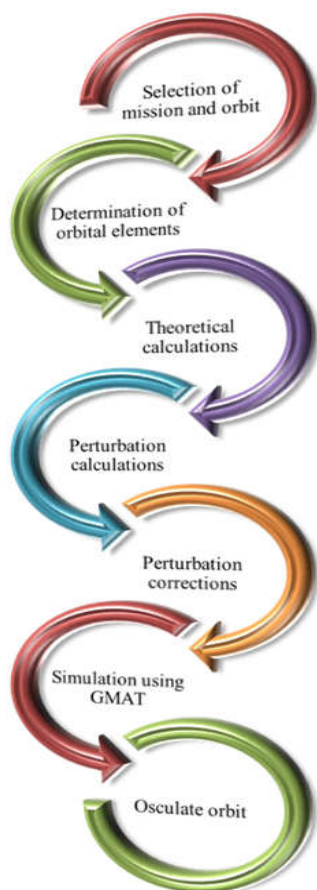 Selection of
mission and orbit
Determination of
orbital elements
Theoretical
calculations
Perturbation
calculations
Perturbation
corrections
Simulation using
GMAT
Osculate orbit